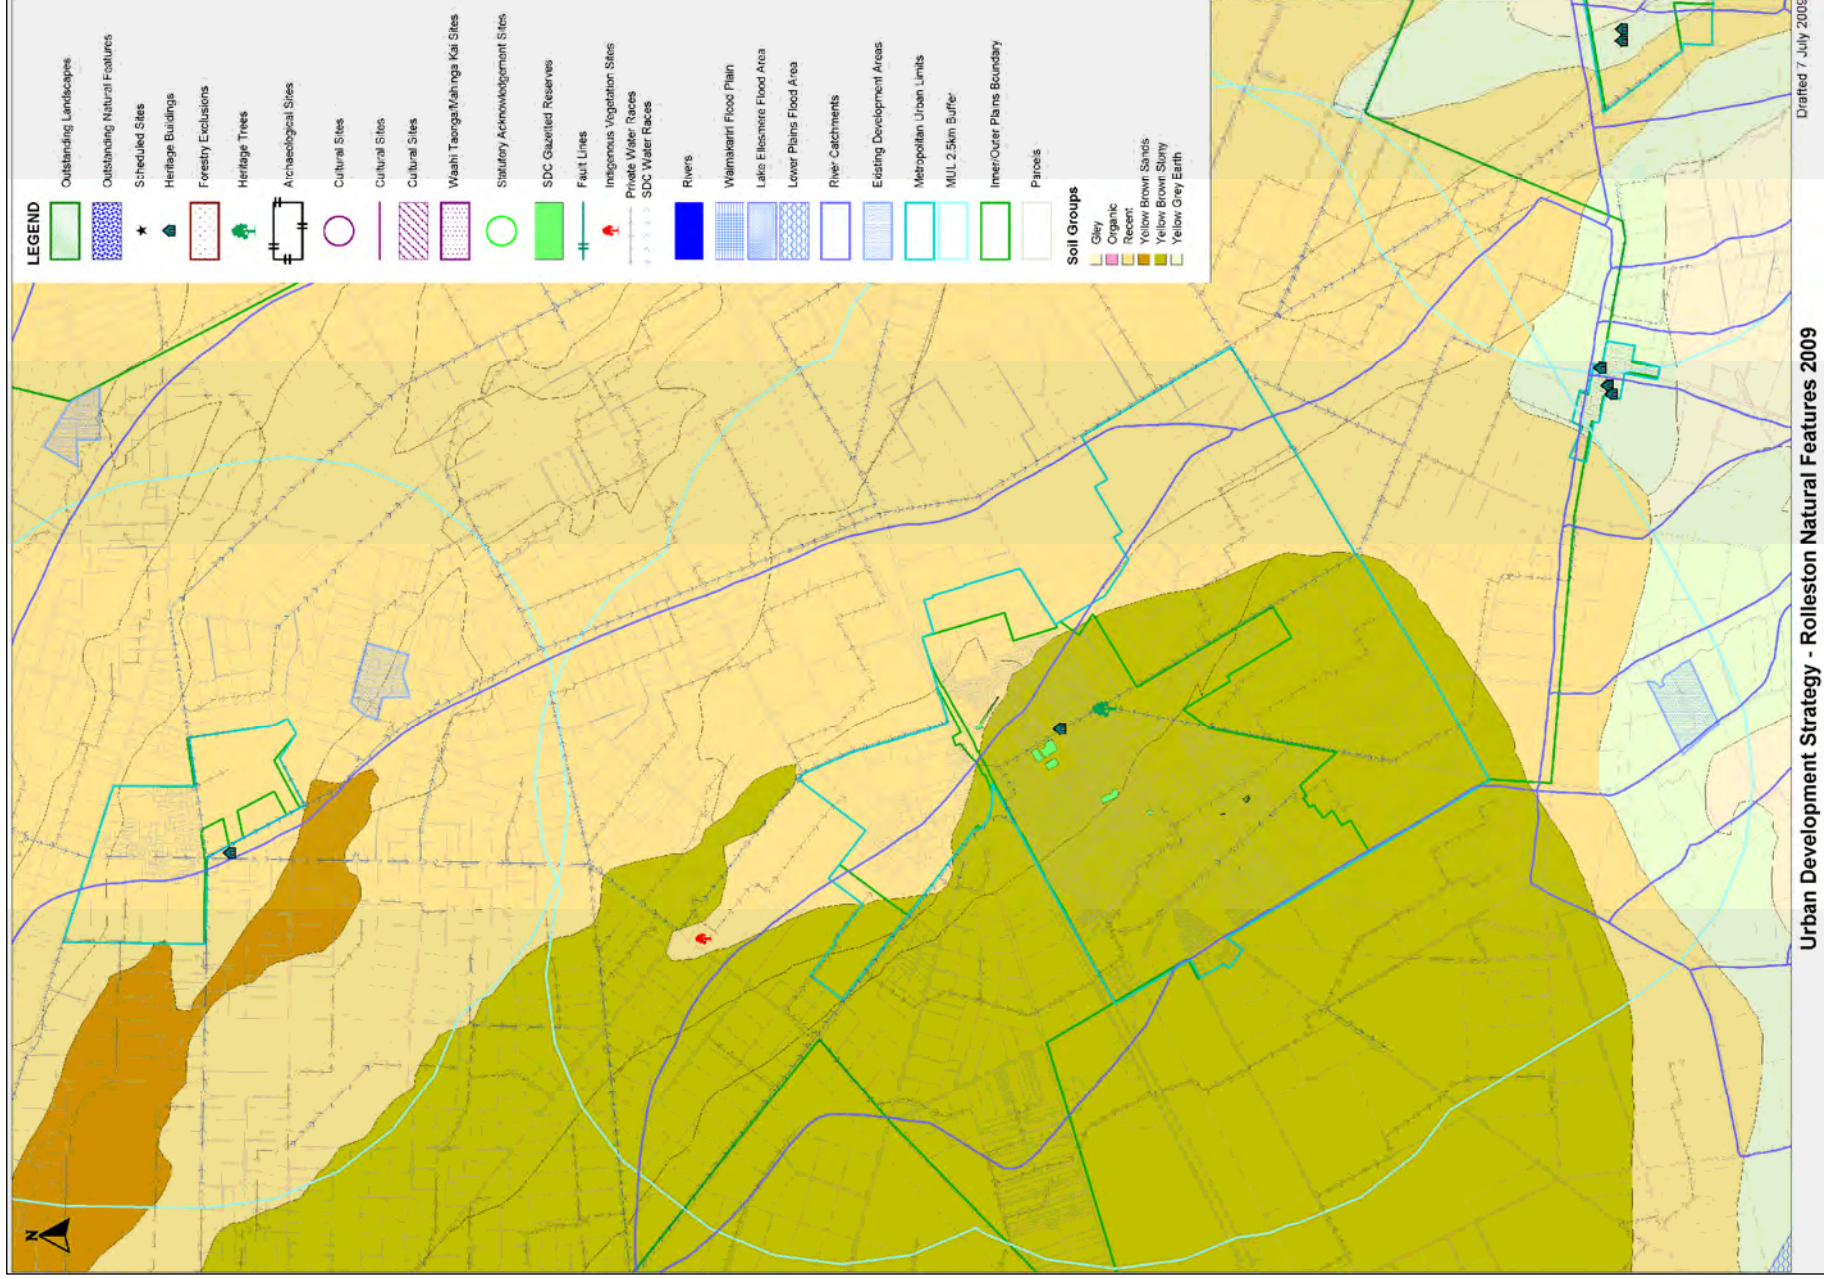 LEGEND
Outstanding Landscapes
Outstanding Natural Features
Scheduled Sites
Heritage Buildings
Forestry Exclusions
Heritage Trees
Archaeological Sites
Cultural Sites
Cultural Sites
Cultural Sites
Waahi Taonga/Mahinga Kai Sites
Statutory Acknowledgement Sites
SDC Gazetted Reserves
Fault Lines
Indigenous Vegetation Sites
Private Water Races
SDC Water Races
Rivers
Waimakariri Flood Plain
Lake Ellesmere Flood Area
Lower Plains Flood Area
River Catchments
Existing Development Areas
Metropolitan Urban Limits
MUL 2.5km Buffer
Inner/Outer Plains Boundary
Parcels
Soil Groups
Gley
Organic
Recent
Yellow Brown Sands
Yellow Brown Stony
Yellow Grey Earth
N
Urban Development Strategy - Rolleston Natural Features 2009
Drafted 7 July 2009